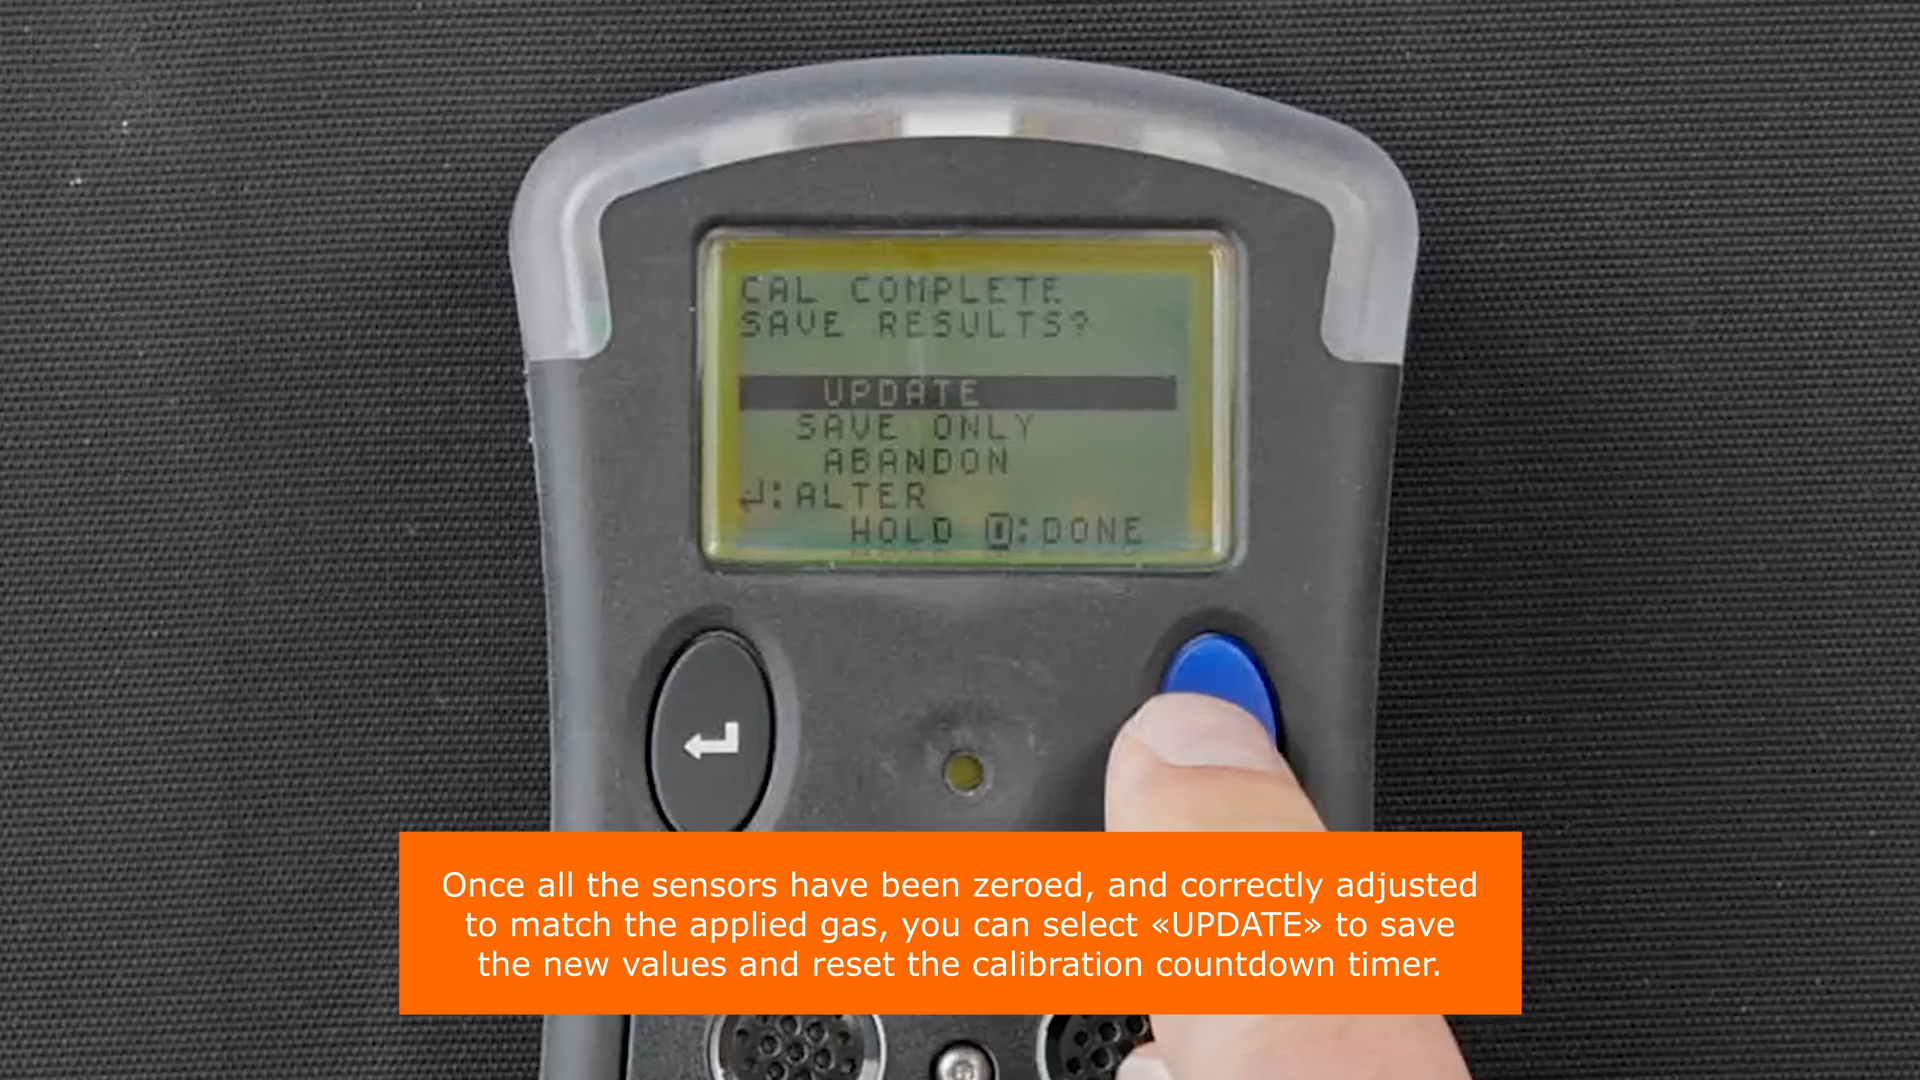 CAL COMPLETE
SAVE RESULTS?
UPDATE
SAVE ONLY
ABANDON
↵:ALTER
HOLD :DONE
Once all the sensors have been zeroed, and correctly adjusted
to match the applied gas, you can select «UPDATE» to save
the new values and reset the calibration countdown timer.